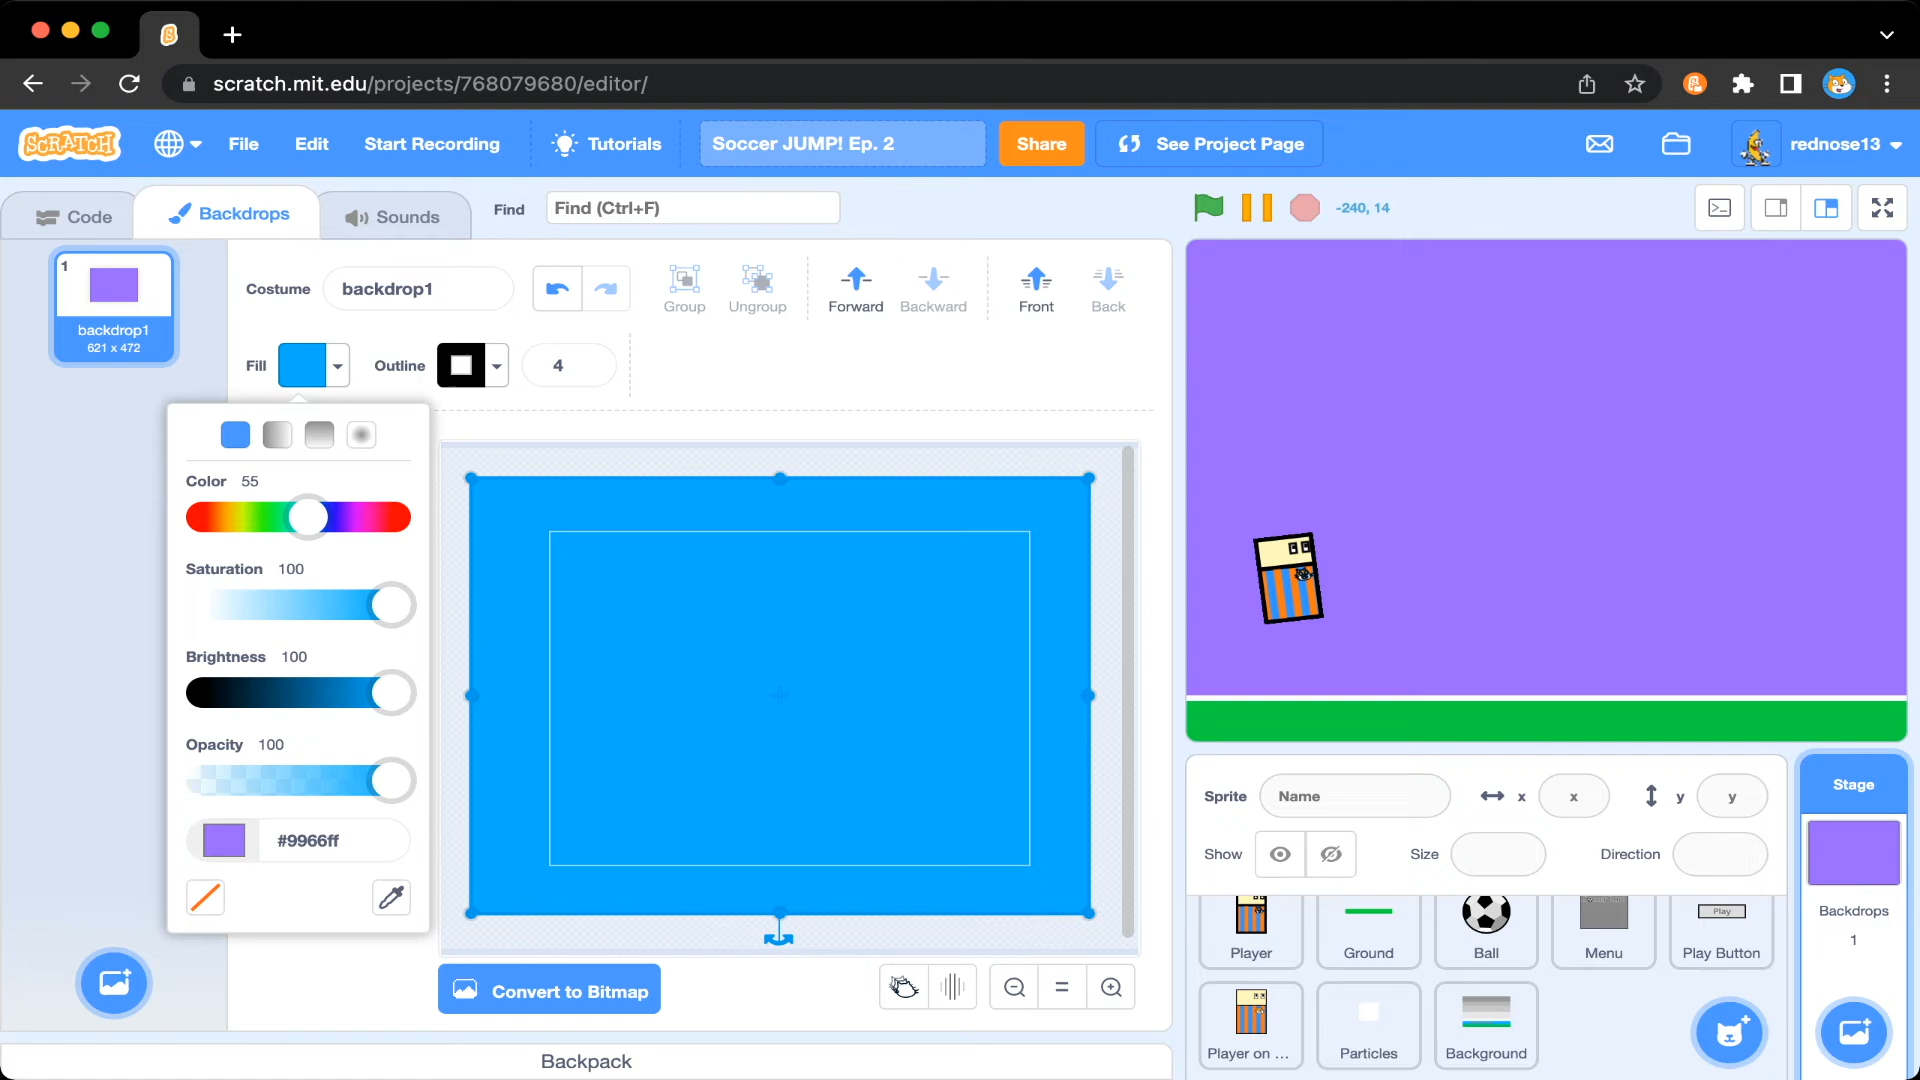 scratch.mit.edu/projects/768079680/editor/
SCRATCH
File
Edit
Start Recording
Tutorials
Soccer JUMP! Ep. 2
Share
See Project Page
rednose13
Code
Backdrops
Sounds
Find
Find (Ctrl+F)
-240, 14
1
backdrop1
621 x 472
Costume
backdrop1
Group
Ungroup
Forward
Backward
Front
Back
Fill
Outline
4
Color 55
Saturation 100
Brightness 100
Opacity 100
#9966ff
Convert to Bitmap
Backpack
Sprite
Name
x
x
y
y
Show
Size
Direction
Stage
Backdrops
1
Player
Ground
Ball
Menu
Play
Play Button
Player on ...
Particles
Background